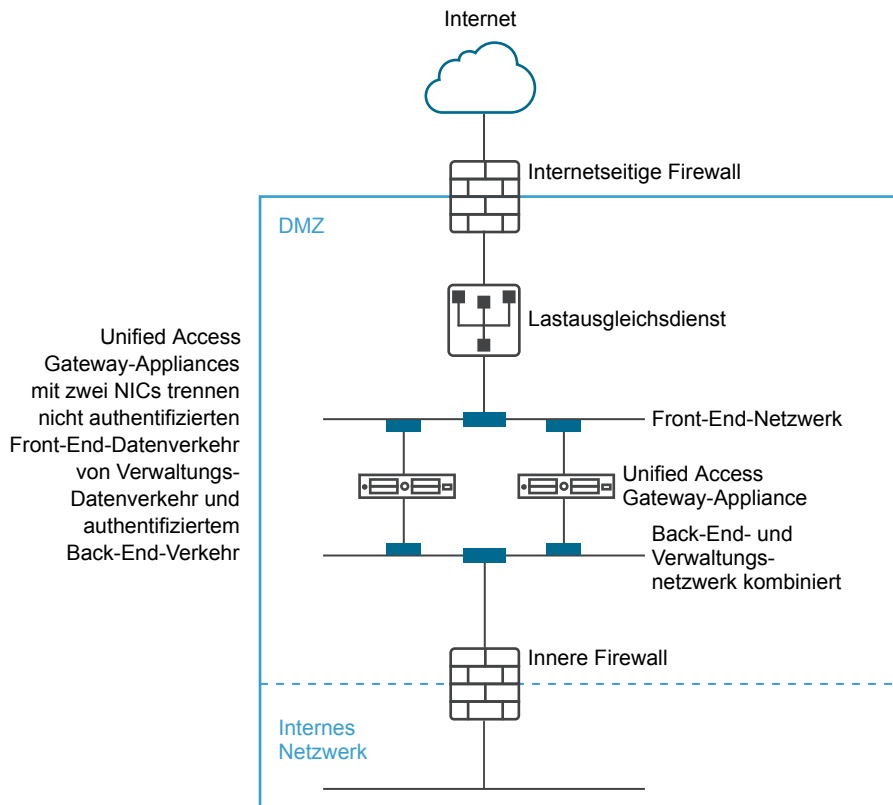 Internet
Internetseitige Firewall
DMZ
Lastausgleichsdienst
Unified Access
Gateway-Appliances
mit zwei NICs trennen
nicht authentifizierten
Front-End-Datenverkehr
von Verwaltungs-
Datenverkehr und
authentifiziertem
Back-End-Verkehr
Front-End-Netzwerk
Unified Access
Gateway-Appliance
Back-End- und
Verwaltungs-
netzwerk kombiniert
Innere Firewall
Internes
Netzwerk